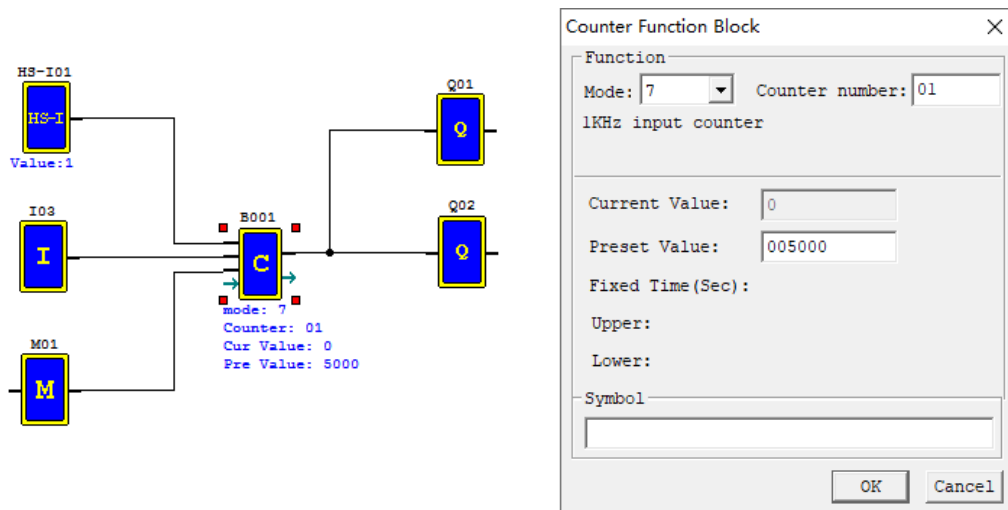 HS-I01
HS-I
Value:1
I03
I
M01
M
B001
C
mode: 7
Counter: 01
Cur Value: 0
Pre Value: 5000
Q01
Q
Q02
Q
Counter Function Block
Function
Mode: 7 Counter number: 01
1KHz input counter
Current Value: 0
Preset Value: 005000
Fixed Time(Sec):
Upper:
Lower:
Symbol
OK Cancel